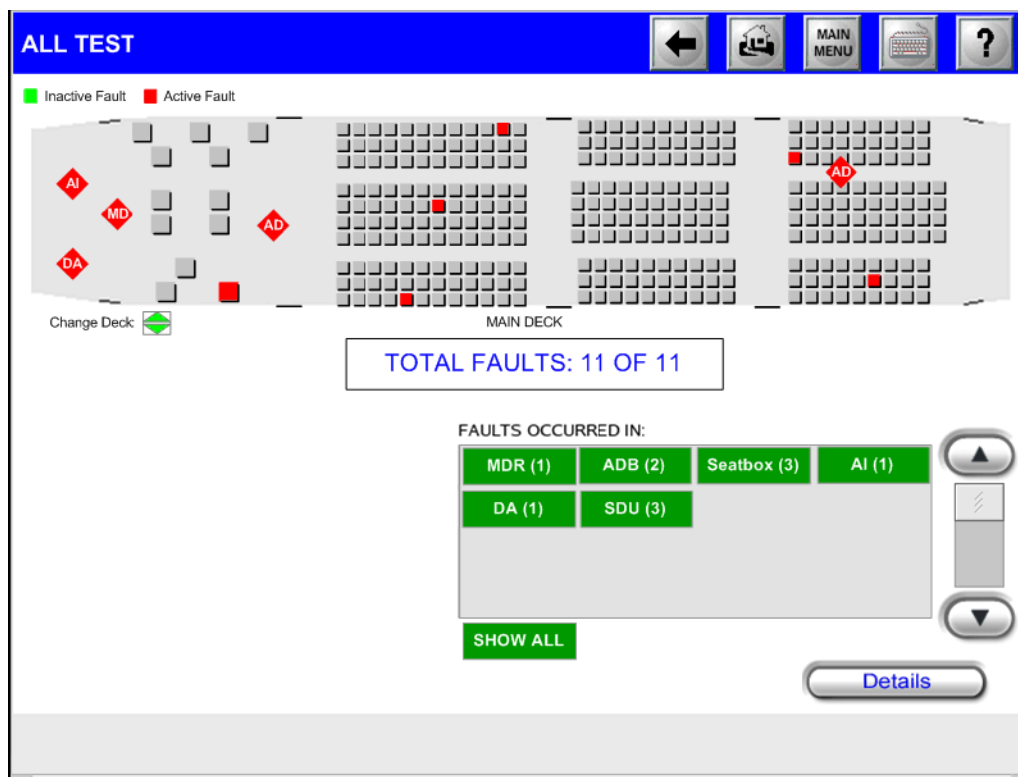 ALL TEST
MAIN
MENU
?
Inactive Fault Active Fault
AI
MD
AD
AD
DA
Change Deck:
MAIN DECK
TOTAL FAULTS: 11 OF 11
FAULTS OCCURRED IN:
MDR (1) ADB (2) Seatbox (3) AI (1)
DA (1) SDU (3)
SHOW ALL
Details